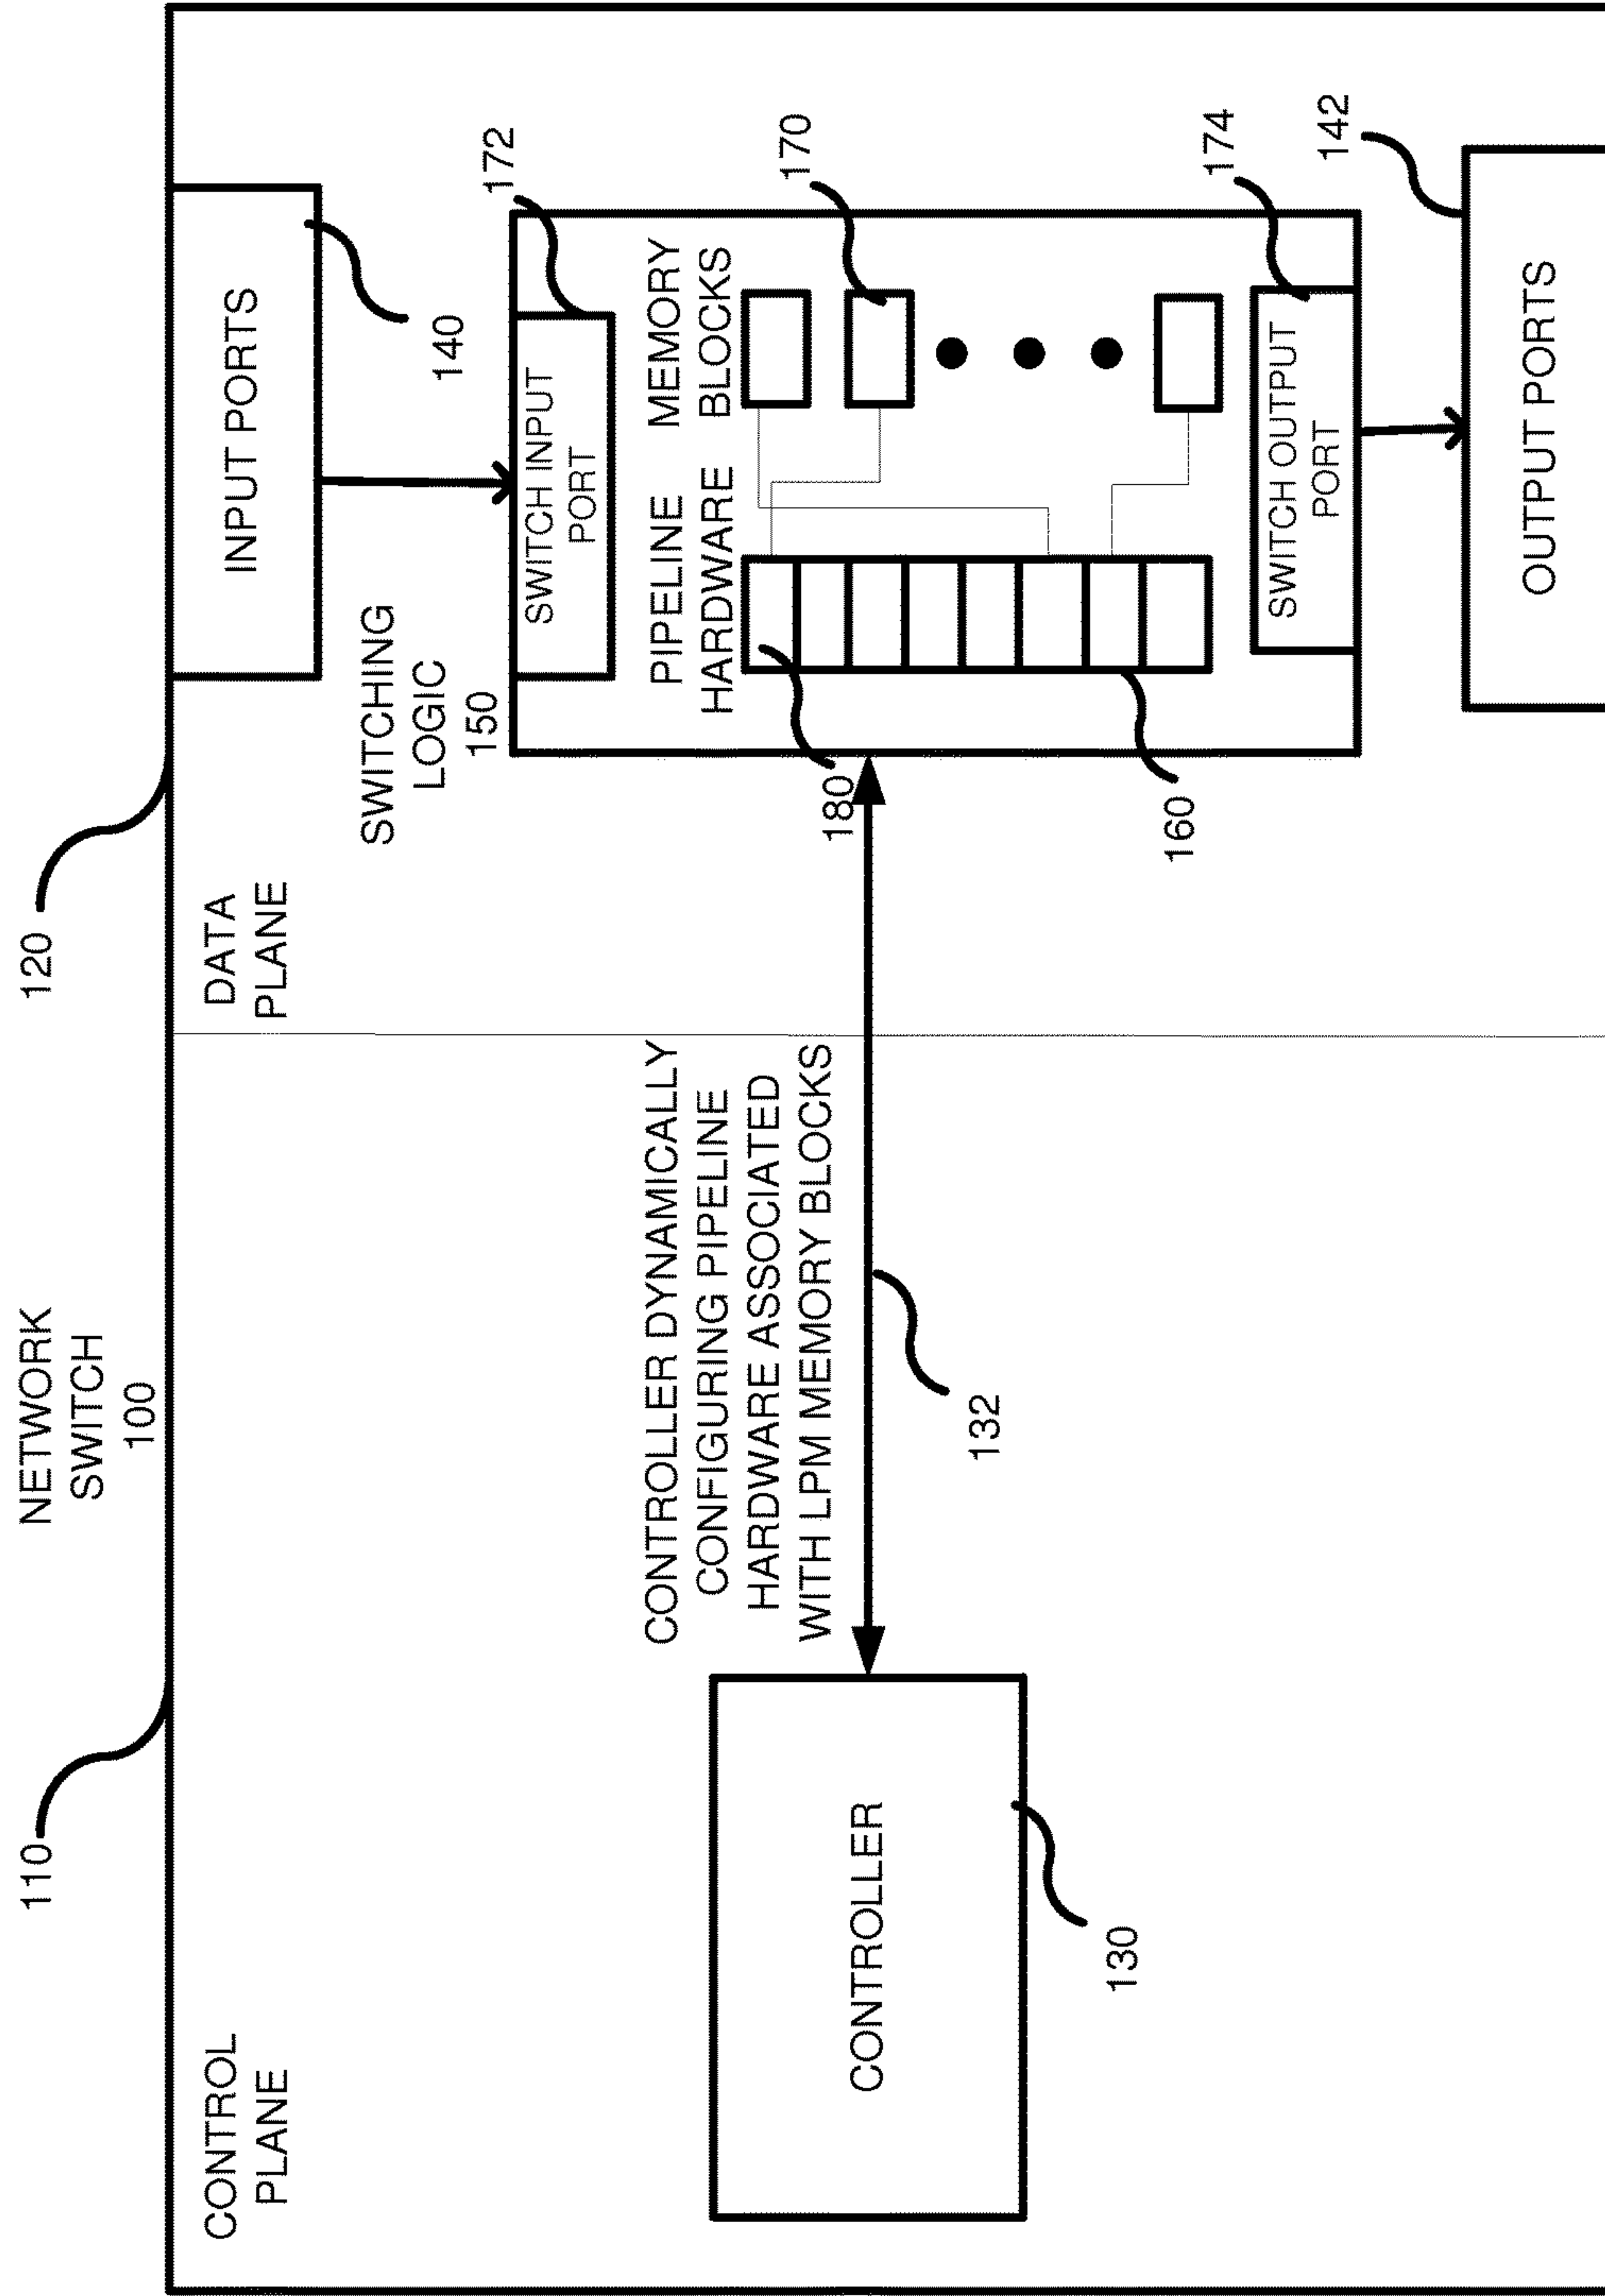 NETWORK
SWITCH
100
110
120
CONTROL
PLANE
DATA
PLANE
INPUT PORTS
140
SWITCHING
LOGIC
150
172
SWITCH INPUT
PORT
CONTROLLER DYNAMICALLY
CONFIGURING PIPELINE
HARDWARE ASSOCIATED
WITH LPM MEMORY BLOCKS
PIPELINE
HARDWARE
MEMORY
BLOCKS
170
180
CONTROLLER
132
130
160
174
SWITCH OUTPUT
PORT
142
OUTPUT PORTS